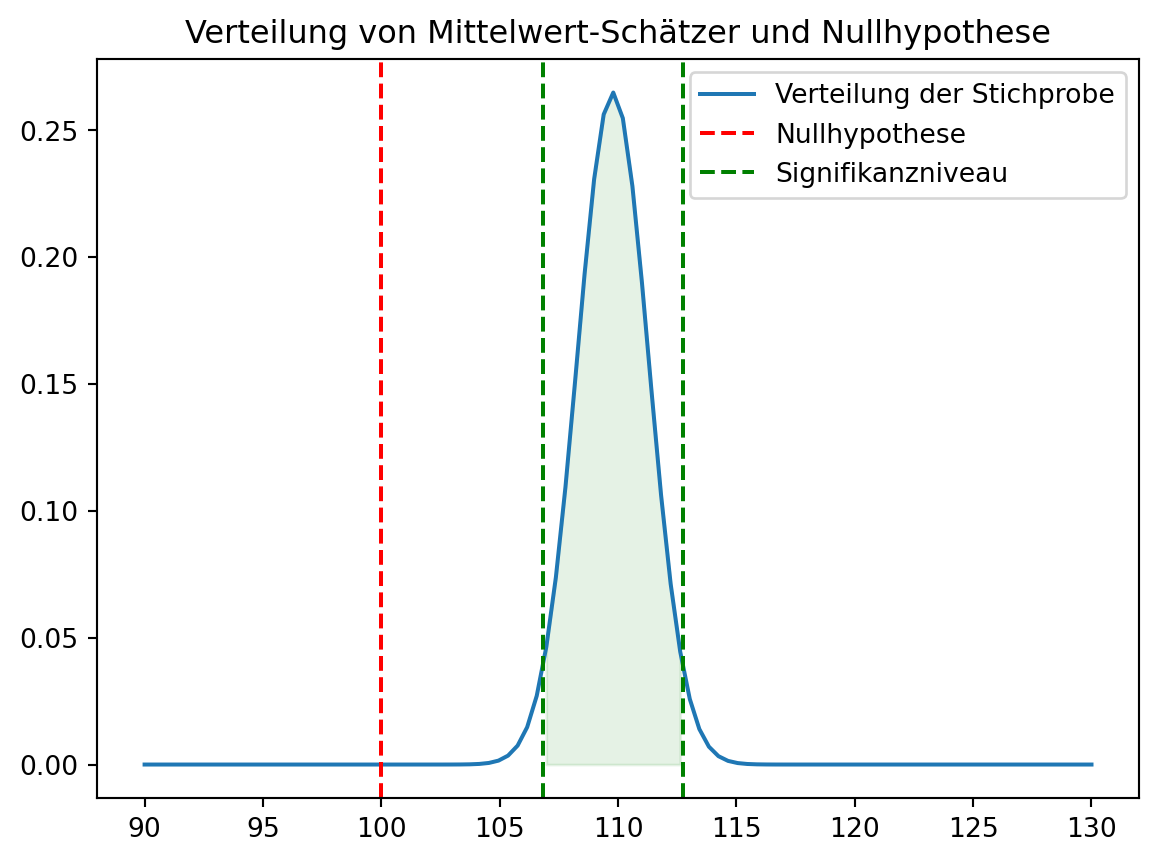 Verteilung von Mittelwert-Schätzer und Nullhypothese
Verteilung der Stichprobe
Nullhypothese
Signifikanzniveau
0.25
0.20
0.15
0.10
0.05
0.00
90 95 100 105 110 115 120 125 130